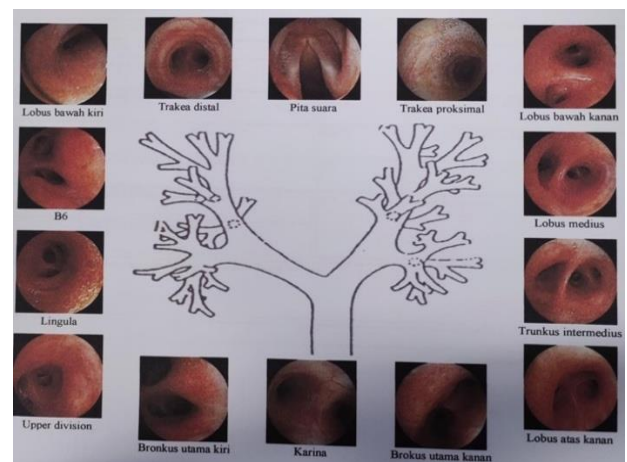 Lobus bawah kiri
Trakea distal
Pita suara
Trakea proksimal
Lobus bawah kanan
B6
Lobus medius
Lingula
Trunkus intermedius
Upper division
Bronkus utama kiri
Karina
Brokus utama kanan
Lobus atas kanan